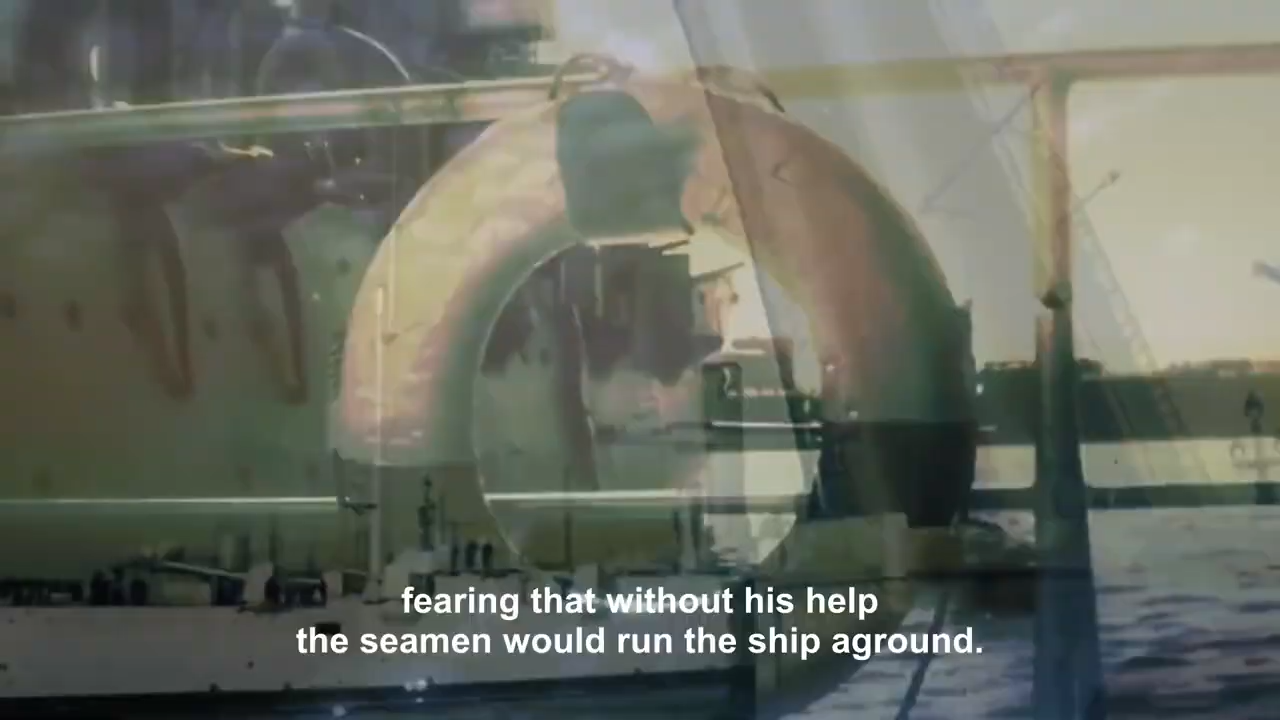 fearing that without his help
the seamen would run the ship aground.